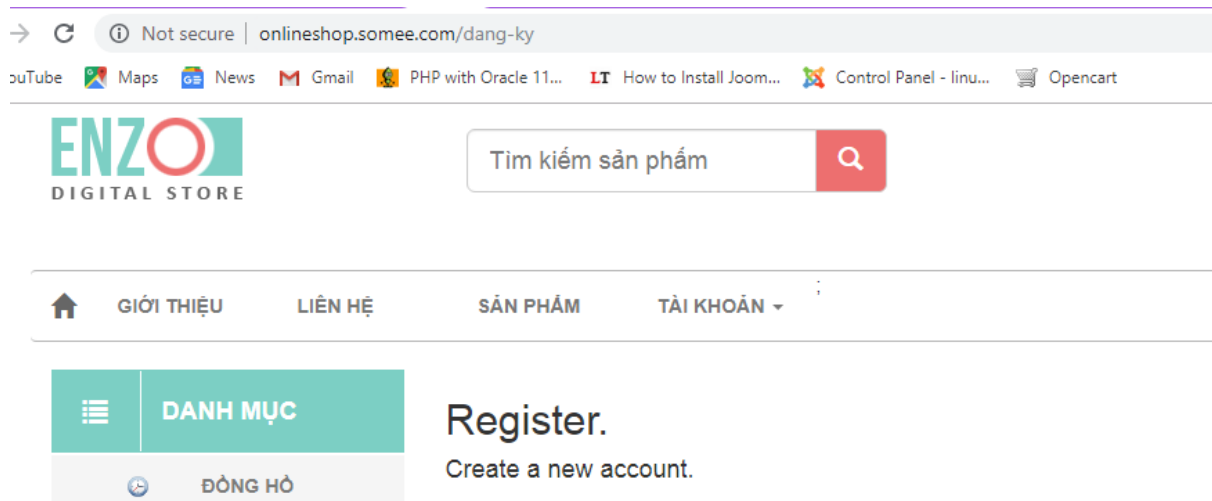 Not secure | onlineshop.somee.com/dang-ky
ouTube Maps GE News Gmail PHP with Oracle 11... LT How to Install Joom... Control Panel - linu... Opencart
ENZO
DIGITAL STORE
Tìm kiếm sản phẩm
GIỚI THIỆU LIÊN HỆ SẢN PHẨM TÀI KHOẢN ;
DANH MỤC
Register.
Create a new account.
ĐỒNG HỒ